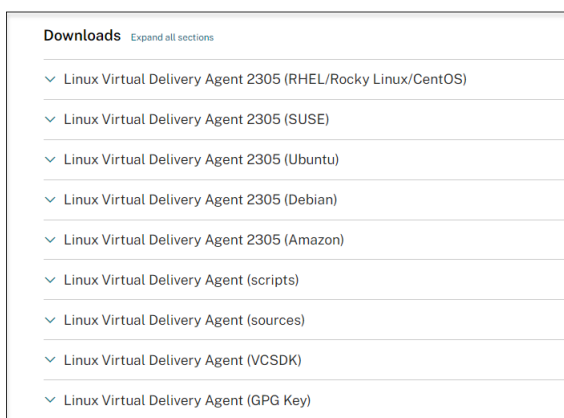 Downloads Expand all sections
Linux Virtual Delivery Agent 2305 (RHEL/Rocky Linux/CentOS)
Linux Virtual Delivery Agent 2305 (SUSE)
Linux Virtual Delivery Agent 2305 (Ubuntu)
Linux Virtual Delivery Agent 2305 (Debian)
Linux Virtual Delivery Agent 2305 (Amazon)
Linux Virtual Delivery Agent (scripts)
Linux Virtual Delivery Agent (sources)
Linux Virtual Delivery Agent (VCSDK)
Linux Virtual Delivery Agent (GPG Key)